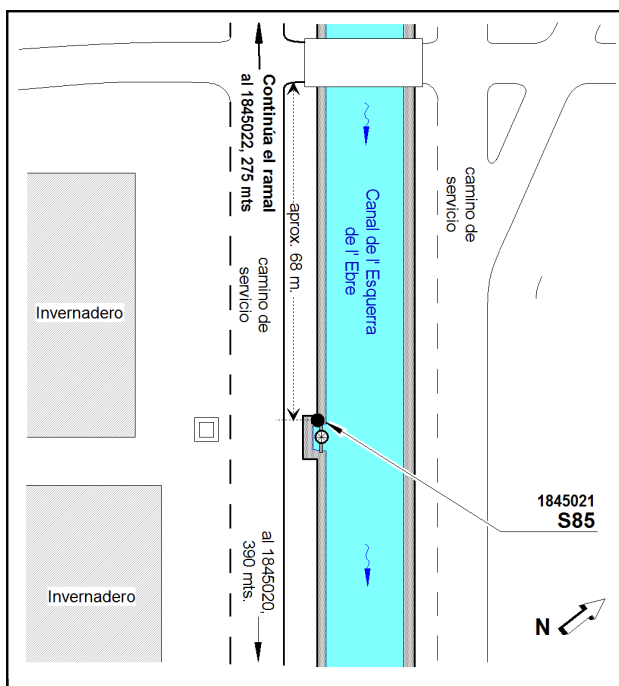 Continúa el ramal
al 1845022, 275 mts
aprox. 68 m.
camino de
servicio
Canal de l' Esquerra
de l' Ebre
camino de
servicio
Invernadero
1845021
S85
al 1845020,
390 mts.
Invernadero
N